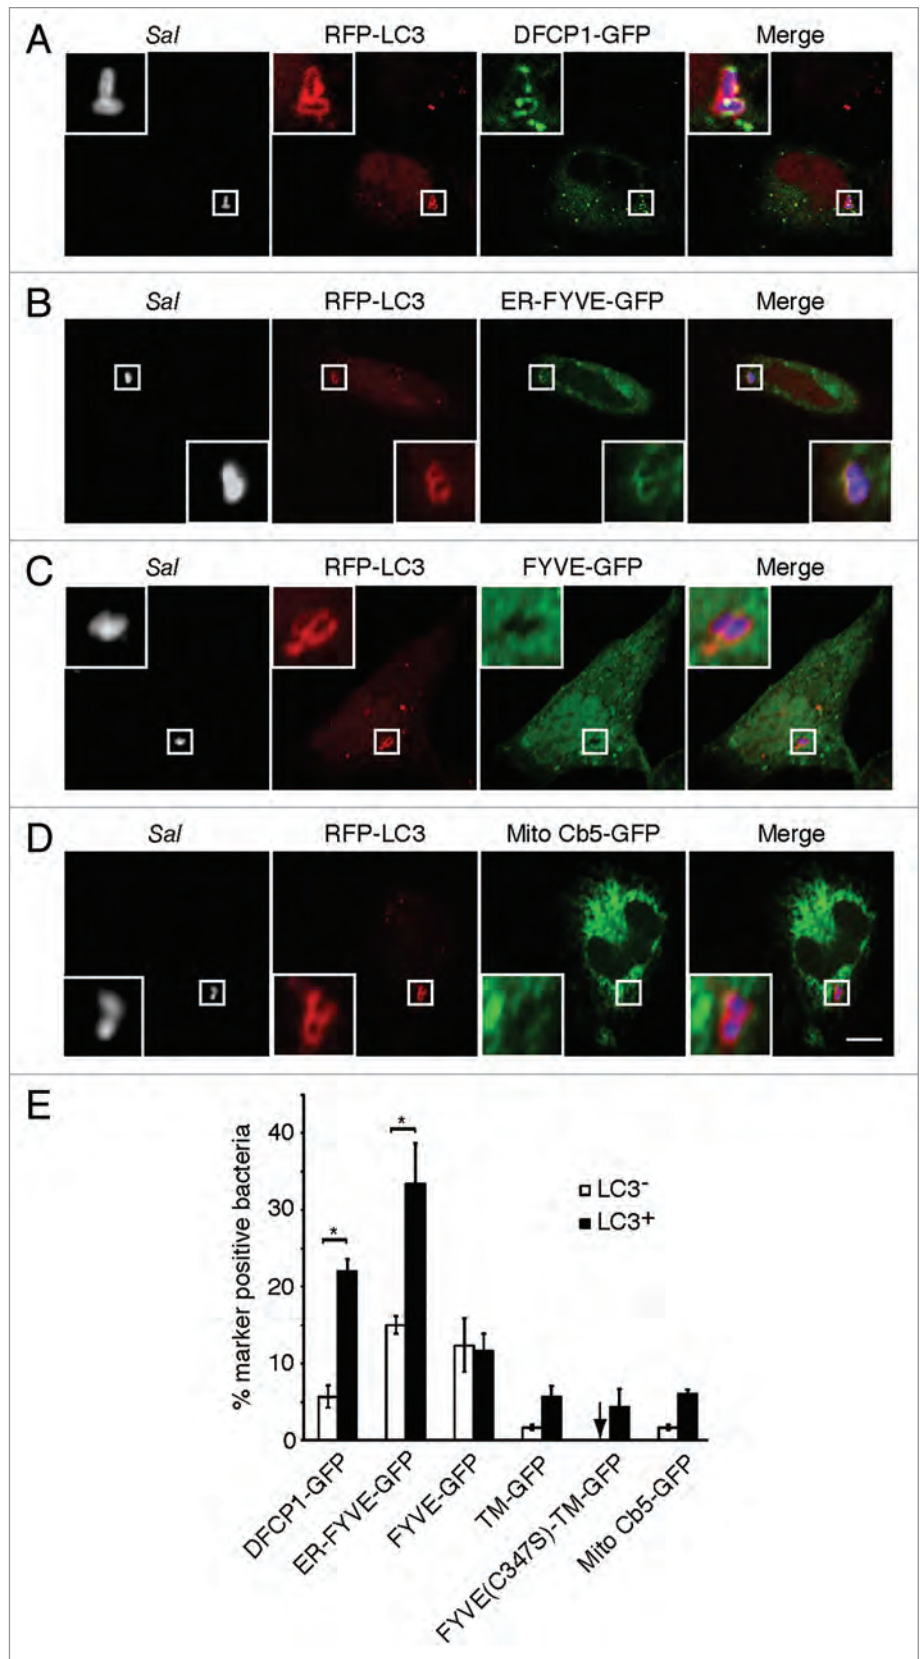 A
Sal RFP-LC3 DFCP1-GFP Merge
B
Sal RFP-LC3 ER-FYVE-GFP Merge
C
Sal RFP-LC3 FYVE-GFP Merge
D
Sal RFP-LC3 Mito Cb5-GFP Merge
E
% marker positive bacteria
40
30
20
10
0
*
*
LC3-
LC3+
DFCP1-GFP
ER-FYVE-GFP
FYVE-GFP
TM-GFP
FYVE(C347S)-TM-GFP
Mito Cb5-GFP